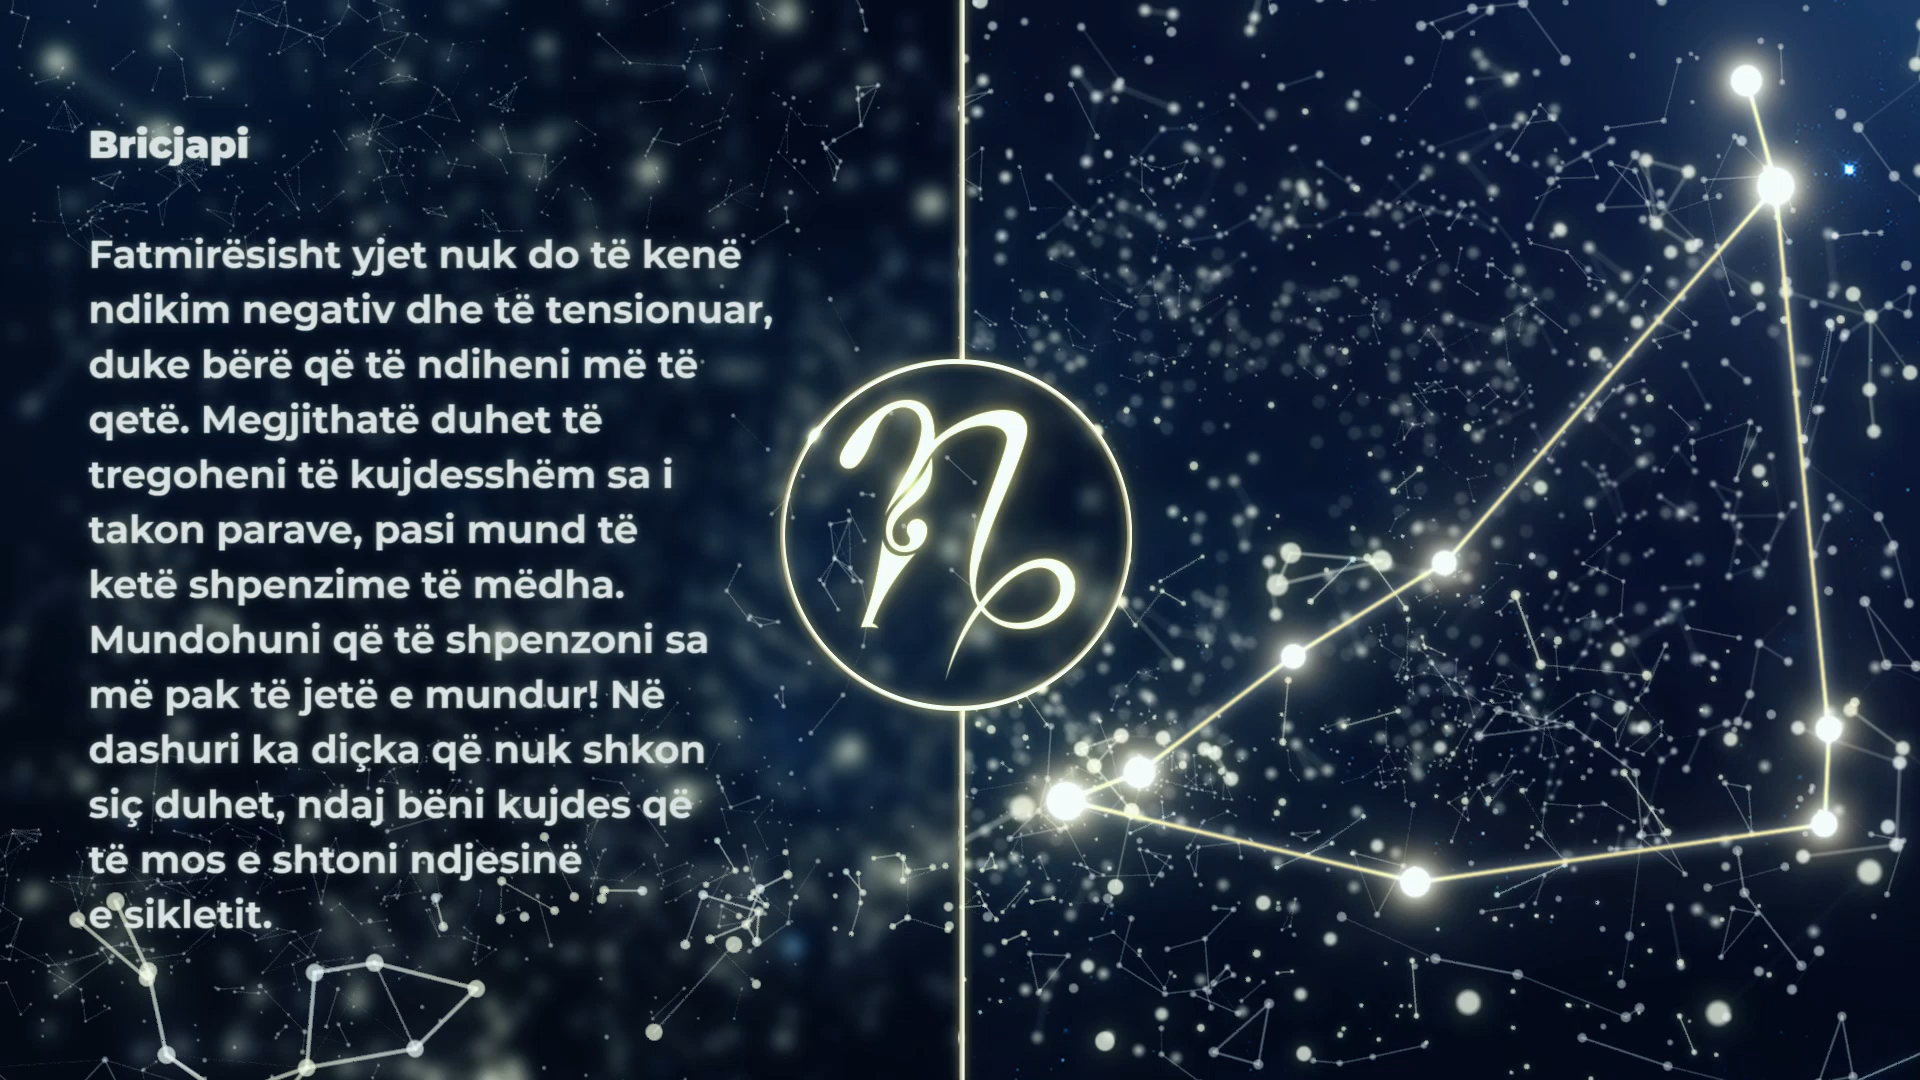 Bricjapi
Fatmirësisht yjet nuk do të kenë
ndikim negativ dhe të tensionuar,
duke bërë që të ndiheni më të
qetë. Megjithatë duhet të
tregoheni të kujdesshëm sa i
takon parave, pasi mund të
ketë shpenzime të mëdha.
Mundohuni që të shpenzoni sa
më pak të jetë e mundur! Në
dashuri ka diçka që nuk shkon
siç duhet, ndaj bëni kujdes që
të mos e shtoni ndjesinë
e sikletit.